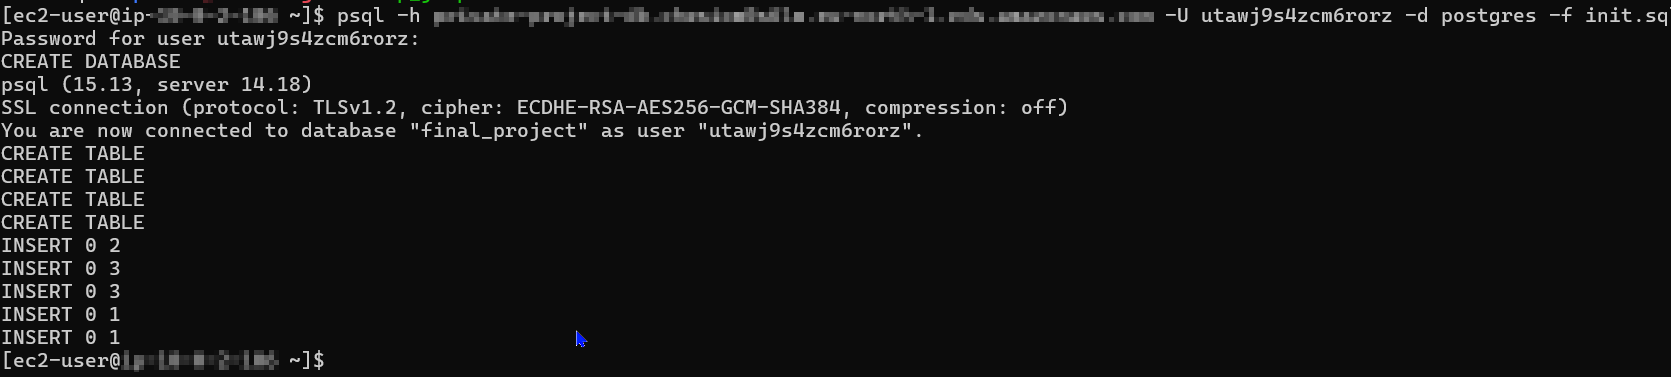 [ec2-user@ip- ~]$ psql -h -U utawj9s4zcm6rorz -d postgres -f init.sq
Password for user utawj9s4zcm6rorz:
CREATE DATABASE
psql (15.13, server 14.18)
SSL connection (protocol: TLSv1.2, cipher: ECDHE-RSA-AES256-GCM-SHA384, compression: off)
You are now connected to database "final_project" as user "utawj9s4zcm6rorz".
CREATE TABLE
CREATE TABLE
CREATE TABLE
CREATE TABLE
INSERT 0 2
INSERT 0 3
INSERT 0 3
INSERT 0 1
INSERT 0 1
[ec2-user@ ~]$